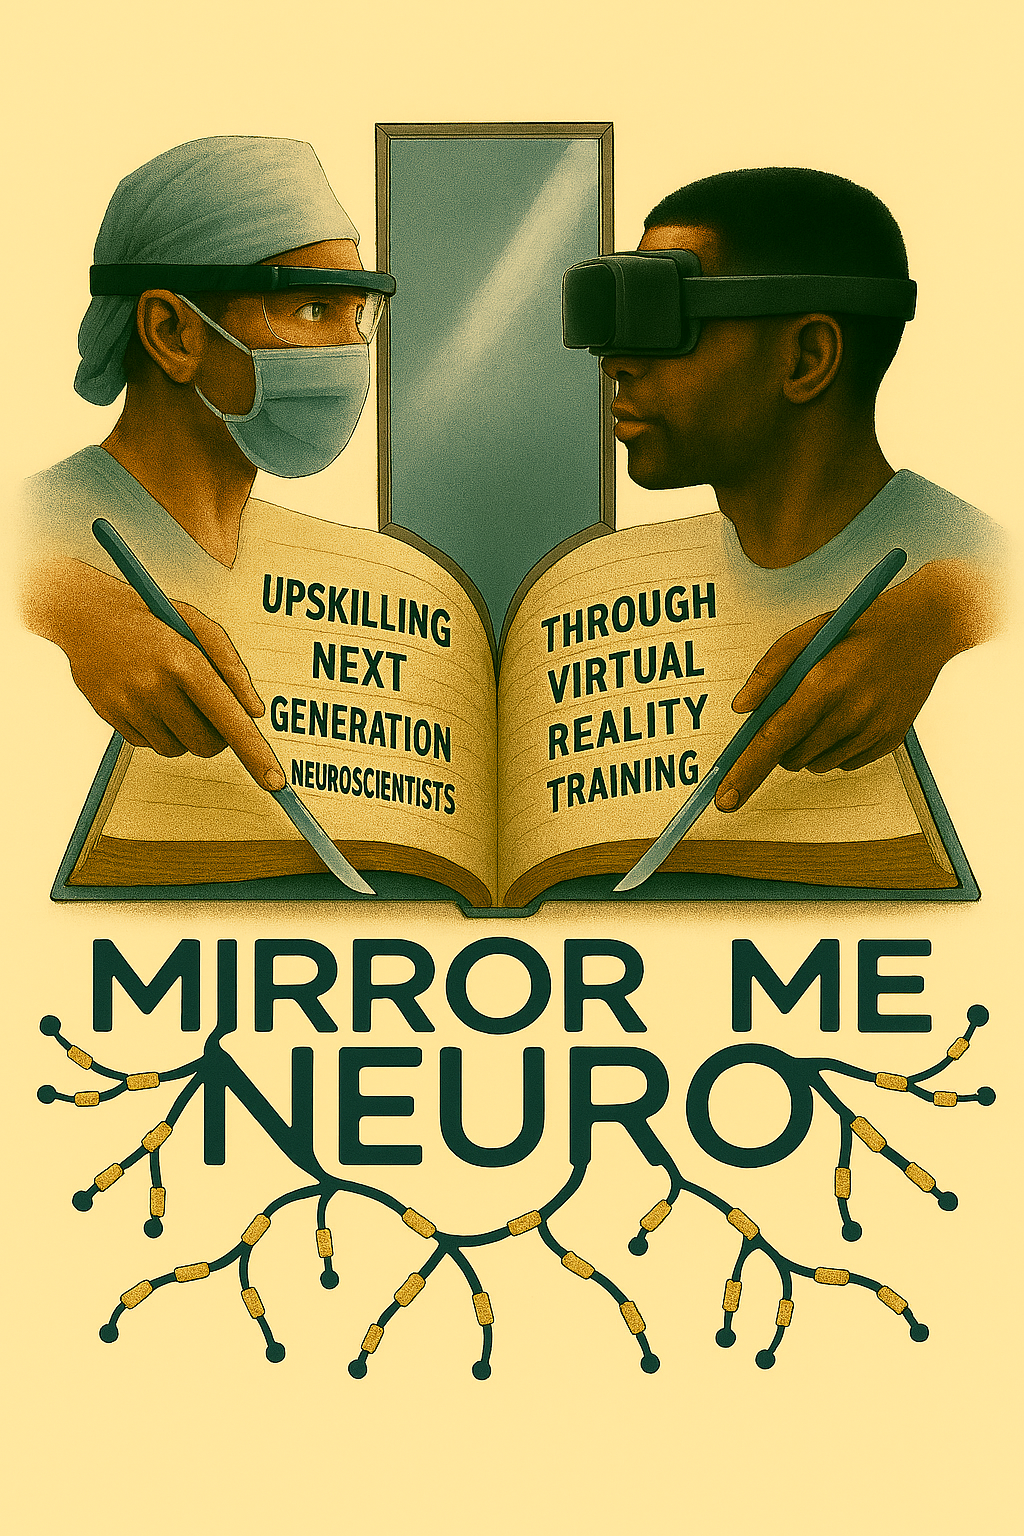 UPSKILLING
NEXT
GENERATION
NEUROSCIENTISTS
THROUGH
VIRTUAL
REALITY
TRAINING
MIRROR ME
NEURO